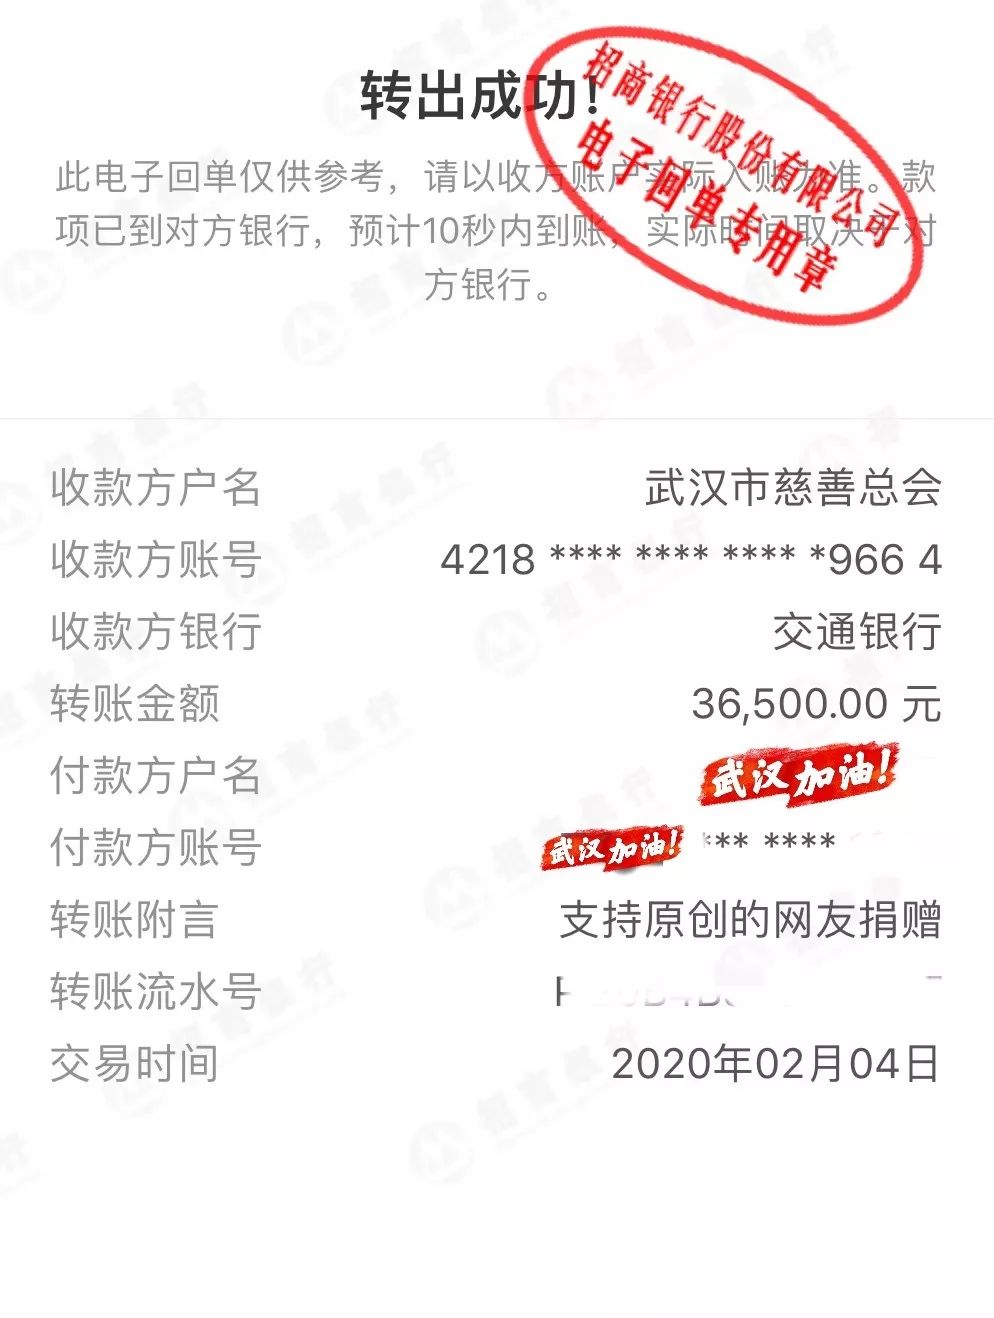 转出成功!
招商银行股份有限公司
电子回单专用章
此电子回单仅供参考，请以收方账户实际入账为准。款
项已到对方银行，预计10秒内到账，实际时间取决于对
方银行。
收款方户名 武汉市慈善总会
收款方账号 4218 **** **** **** *966 4
收款方银行 交通银行
转账金额 36,500.00 元
付款方户名 武汉加油!
付款方账号 武汉加油! *** ****
转账附言 支持原创的网友捐赠
转账流水号
交易时间 2020年02月04日